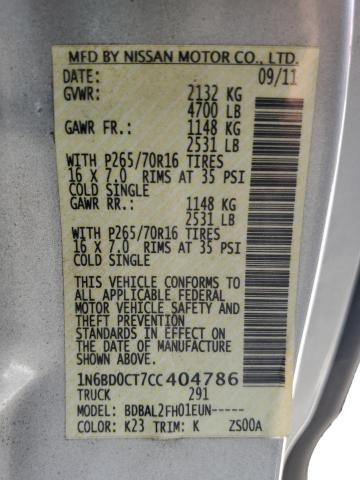 MFD BY NISSAN MOTOR CO., LTD.
DATE: 09/11
GVWR: 2132 KG
4700 LB
GAWR FR.: 1148 KG
2531 LB
WITH P265/70R16 TIRES
16 X 7.0 RIMS AT 35 PSI
COLD SINGLE
GAWR RR.: 1148 KG
2531 LB
WITH P265/70R16 TIRES
16 X 7.0 RIMS AT 35 PSI
COLD SINGLE
THIS VEHICLE CONFORMS TO
ALL APPLICABLE FEDERAL
MOTOR VEHICLE SAFETY AND
THEFT PREVENTION
STANDARDS IN EFFECT ON
THE DATE OF MANUFACTURE
SHOWN ABOVE.
1N6BD0CT7CC404786
TRUCK 291
MODEL: BDBAL2FH01EUN-----
COLOR: K23 TRIM: K ZS00A